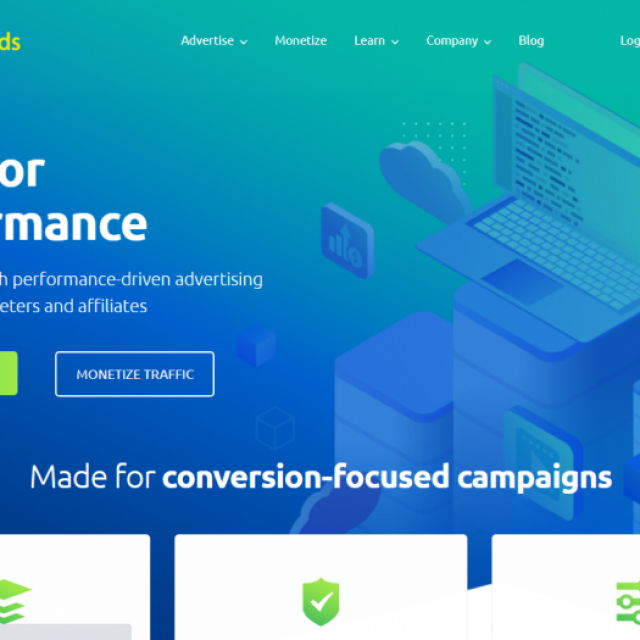 ds
Advertise Monetize Learn Company Blog Log
or
rmance
h performance-driven advertising
eters and affiliates
MONETIZE TRAFFIC
Made for conversion-focused campaigns